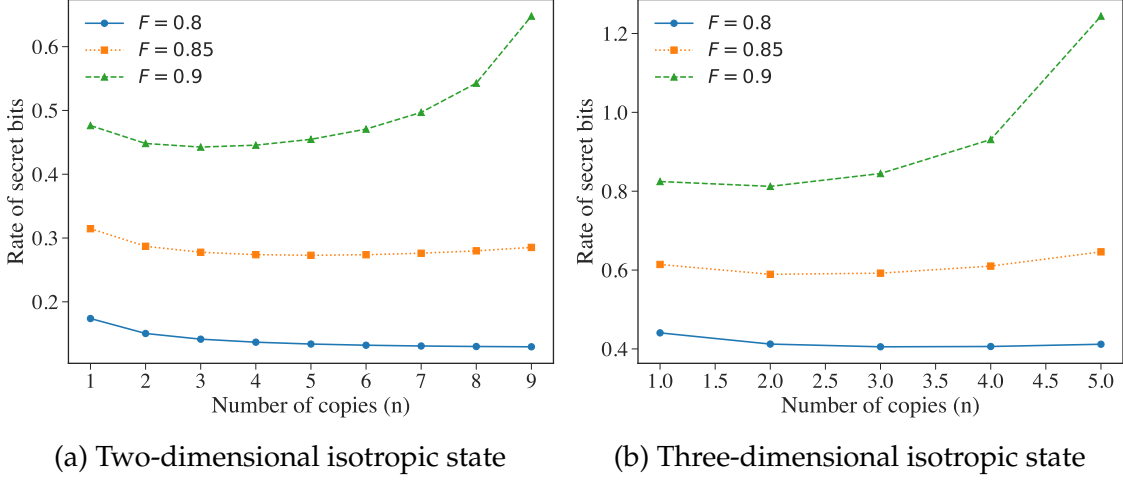 F = 0.8
F = 0.85
F = 0.9
0.6
0.5
0.4
0.3
0.2
Rate of secret bits
1 2 3 4 5 6 7 8 9
Number of copies (n)
(a) Two-dimensional isotropic state
F = 0.8
F = 0.85
F = 0.9
1.2
1.0
0.8
0.6
0.4
Rate of secret bits
1.0 1.5 2.0 2.5 3.0 3.5 4.0 4.5 5.0
Number of copies (n)
(b) Three-dimensional isotropic state